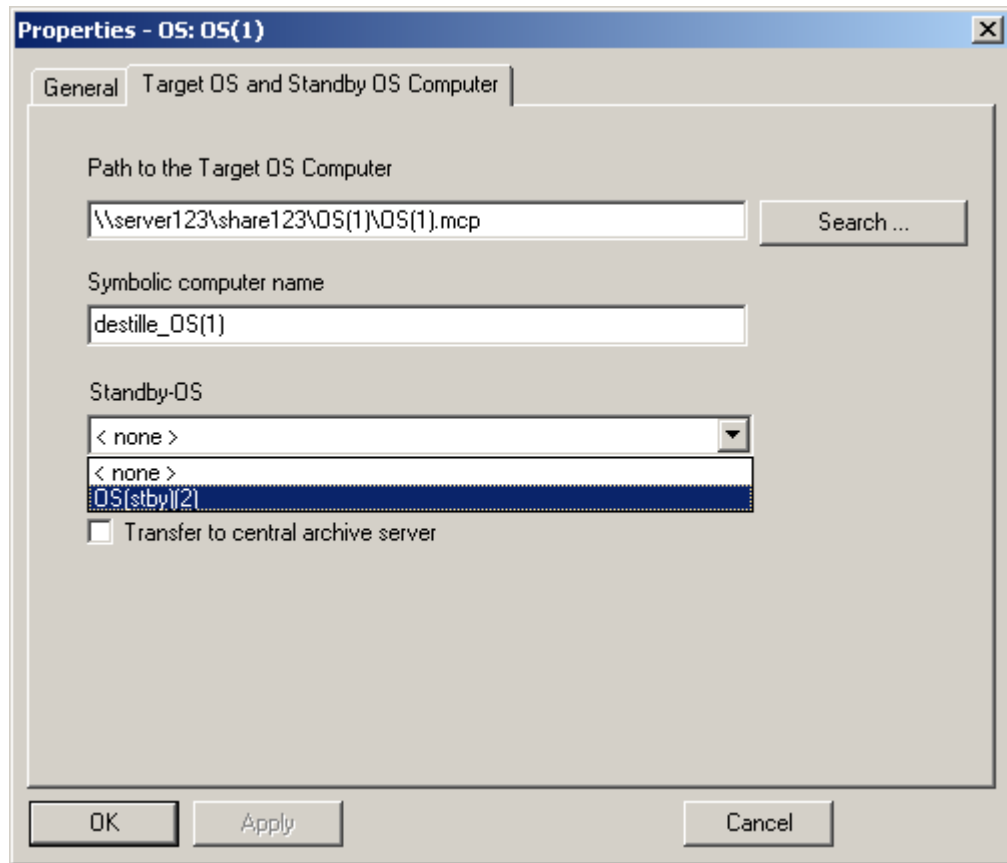 Properties - OS: OS(1)
General
Target OS and Standby OS Computer
Path to the Target OS Computer
\\server123\share123\OS(1)\OS(1).mcp
Search ...
Symbolic computer name
destille_OS(1)
Standby-OS
< none >
< none >
OS(stby)(2)
Transfer to central archive server
OK
Apply
Cancel